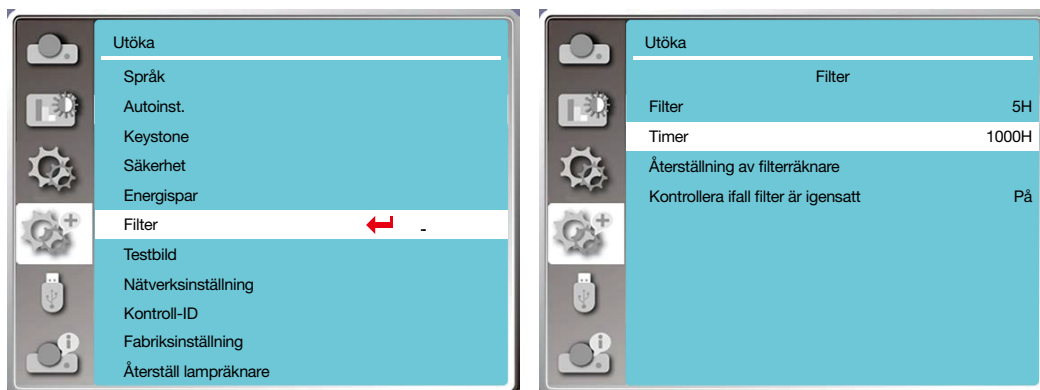 Utöka
Språk
Autoinst.
Keystone
Säkerhet
Energispar
Filter -
Testbild
Nätverksinställning
Kontroll-ID
Fabriksinställning
Återställ lampräknare
Utöka
Filter
Filter 5H
Timer 1000H
Återställning av filterräknare
Kontrollera ifall filter är igensatt På